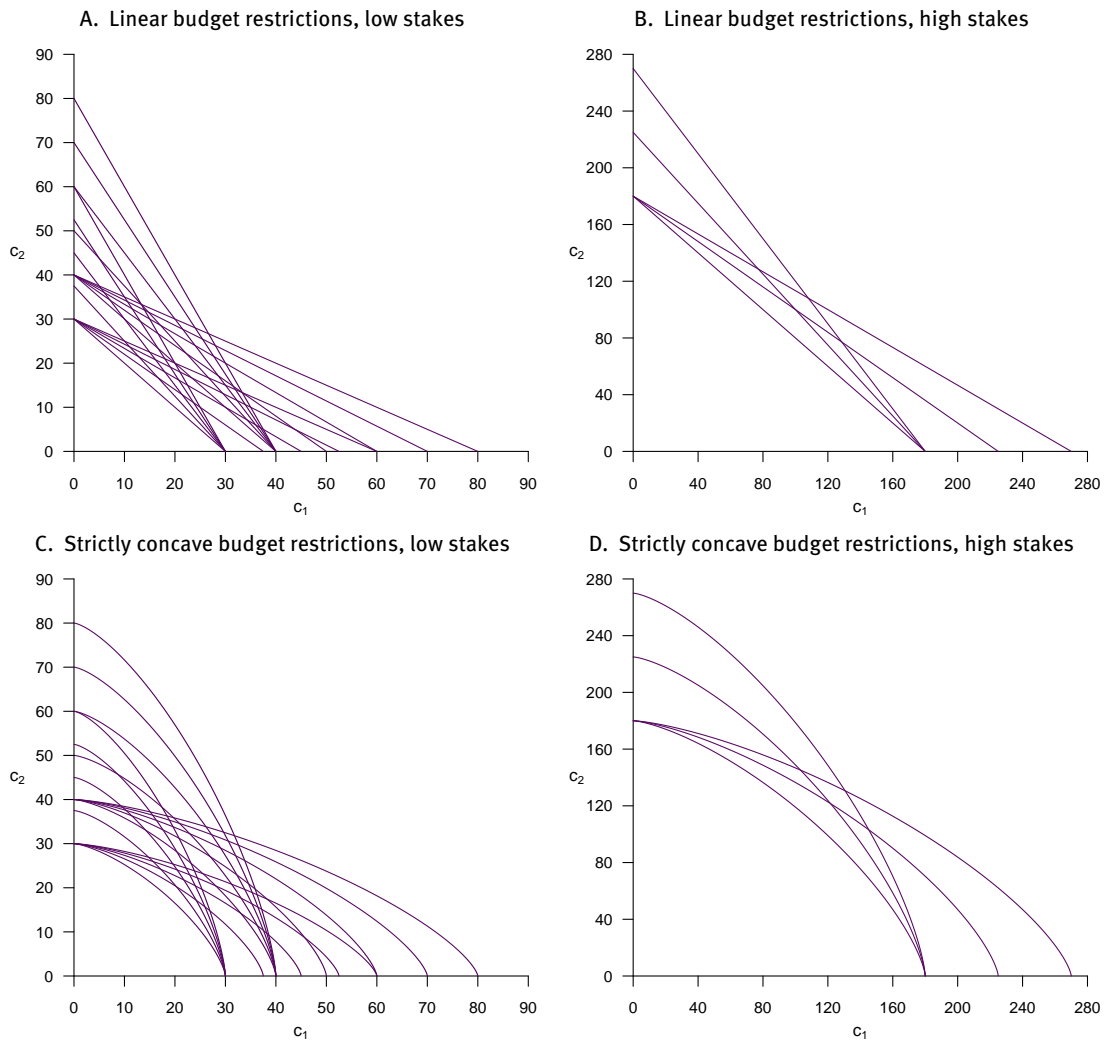 A. Linear budget restrictions, low stakes
90
80
70
60
50
40
30
20
10
0
c2
0 10 20 30 40 50 60 70 80 90
c1
B. Linear budget restrictions, high stakes
280
240
200
160
120
80
40
0
c2
0 40 80 120 160 200 240 280
c1
C. Strictly concave budget restrictions, low stakes
90
80
70
60
50
40
30
20
10
0
c2
0 10 20 30 40 50 60 70 80 90
c1
D. Strictly concave budget restrictions, high stakes
280
240
200
160
120
80
40
0
c2
0 40 80 120 160 200 240 280
c1